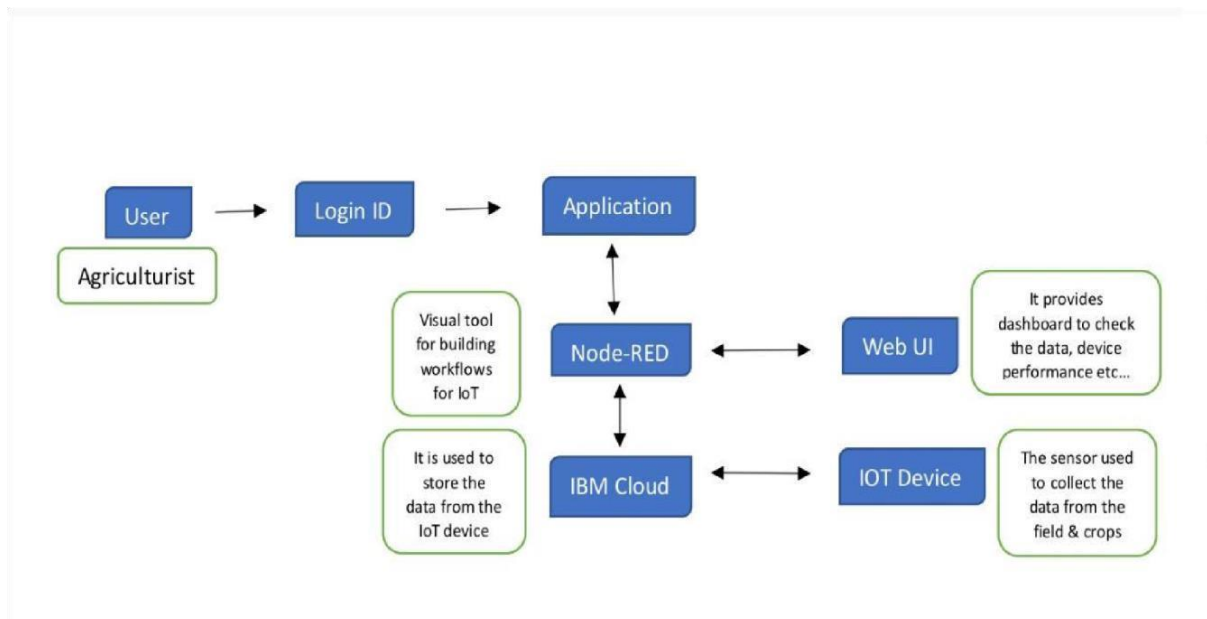 User
Login ID
Application
Agriculturist
Visual tool
for building
workflows
for IoT
Node-RED
Web UI
It provides
dashboard to check
the data, device
performance etc...
It is used to
store the
data from the
IoT device
IBM Cloud
IOT Device
The sensor used
to collect the
data from the
field & crops